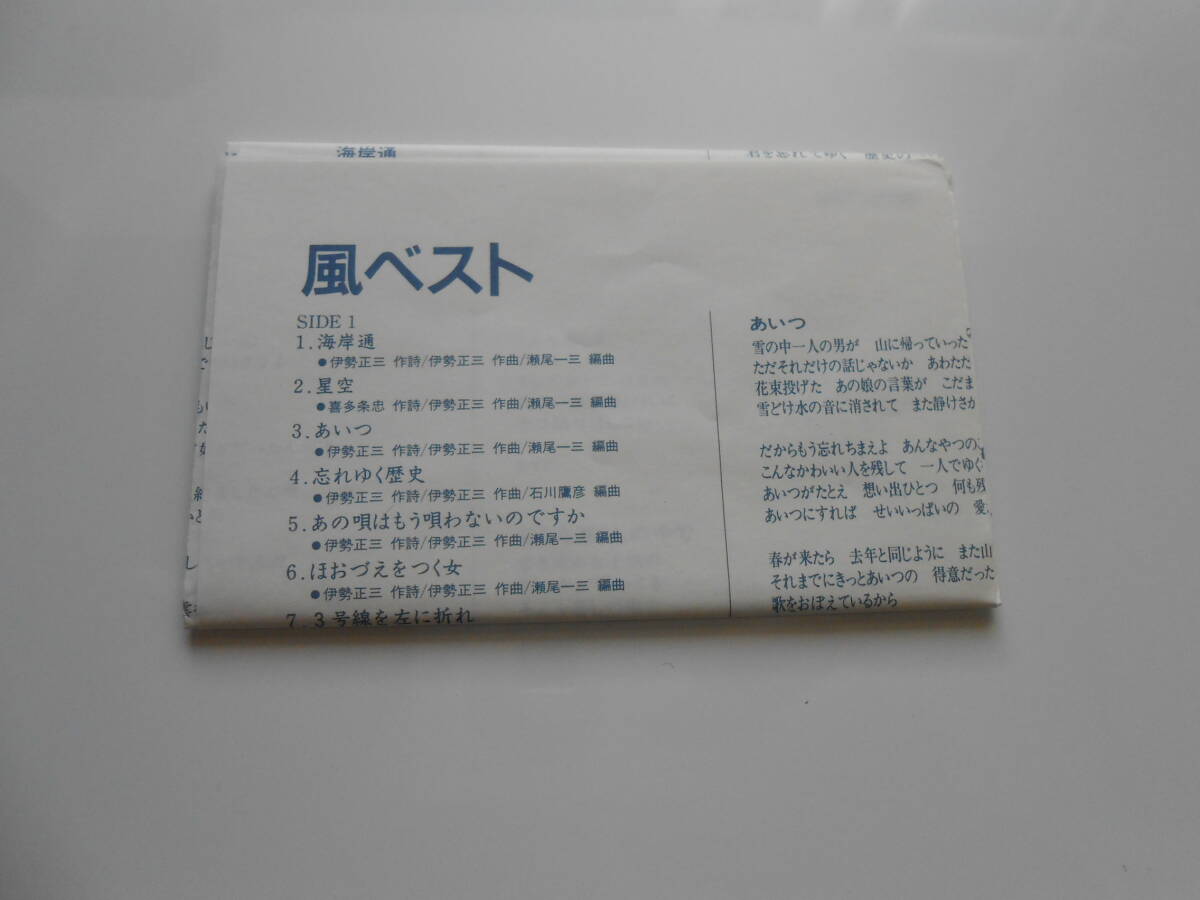 海岸通
君を忘れてゆく 歴史の
風ベスト
SIDE 1
1.海岸通
●伊勢正三 作詩/伊勢正三 作曲/瀬尾一三 編曲
2.星空
●喜多条忠 作詩/伊勢正三 作曲/瀬尾一三 編曲
3.あいつ
●伊勢正三 作詩/伊勢正三 作曲/瀬尾一三 編曲
4.忘れゆく歴史
●伊勢正三 作詩/伊勢正三 作曲/石川鷹彦 編曲
5.あの唄はもう唄わないのですか
●伊勢正三 作詩/伊勢正三 作曲/瀬尾一三 編曲
6.ほおづえをつく女
●伊勢正三 作詩/伊勢正三 作曲/瀬尾一三 編曲
7.3号線を左に折れ
あいつ
雪の中一人の男が 山に帰っていった
ただそれだけの話じゃないか あわただ
花束投げた あの娘の言葉が こだま
雪どけ水の音に消されて また静けさが
だからもう忘れちまえよ あんなやつの
こんなかわいい人を残して 一人でゆく
あいつがたとえ 想い出ひとつ 何も残
あいつにすれば せいいっぱいの 愛
春が来たら 去年と同じように また山
それまでにきっとあいつの 得意だった
歌をおぼえているから